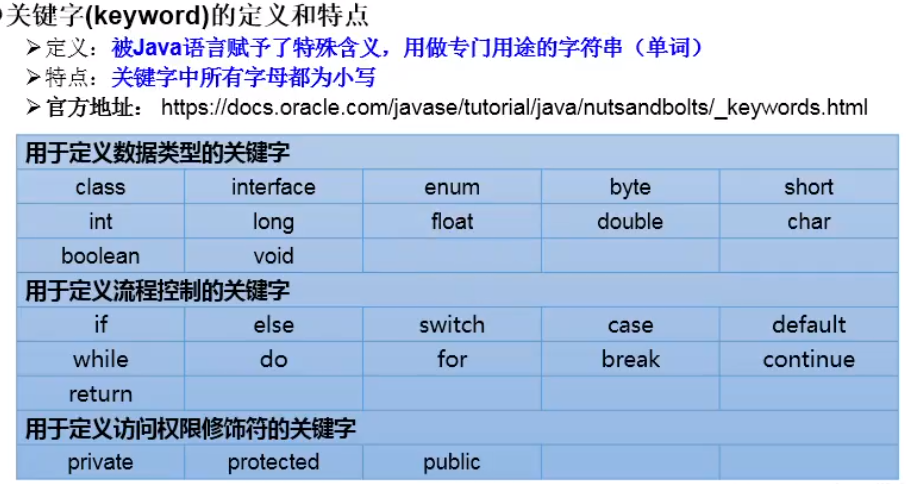 关键字(keyword)的定义和特点
➢定义：被Java语言赋予了特殊含义，用做专门用途的字符串（单词）
➢特点：关键字中所有字母都为小写
➢官方地址： https://docs.oracle.com/javase/tutorial/java/nutsandbolts/_keywords.html
用于定义数据类型的关键字
class interface enum byte short
int long float double char
boolean void
用于定义流程控制的关键字
if else switch case default
while do for break continue
return
用于定义访问权限修饰符的关键字
private protected public